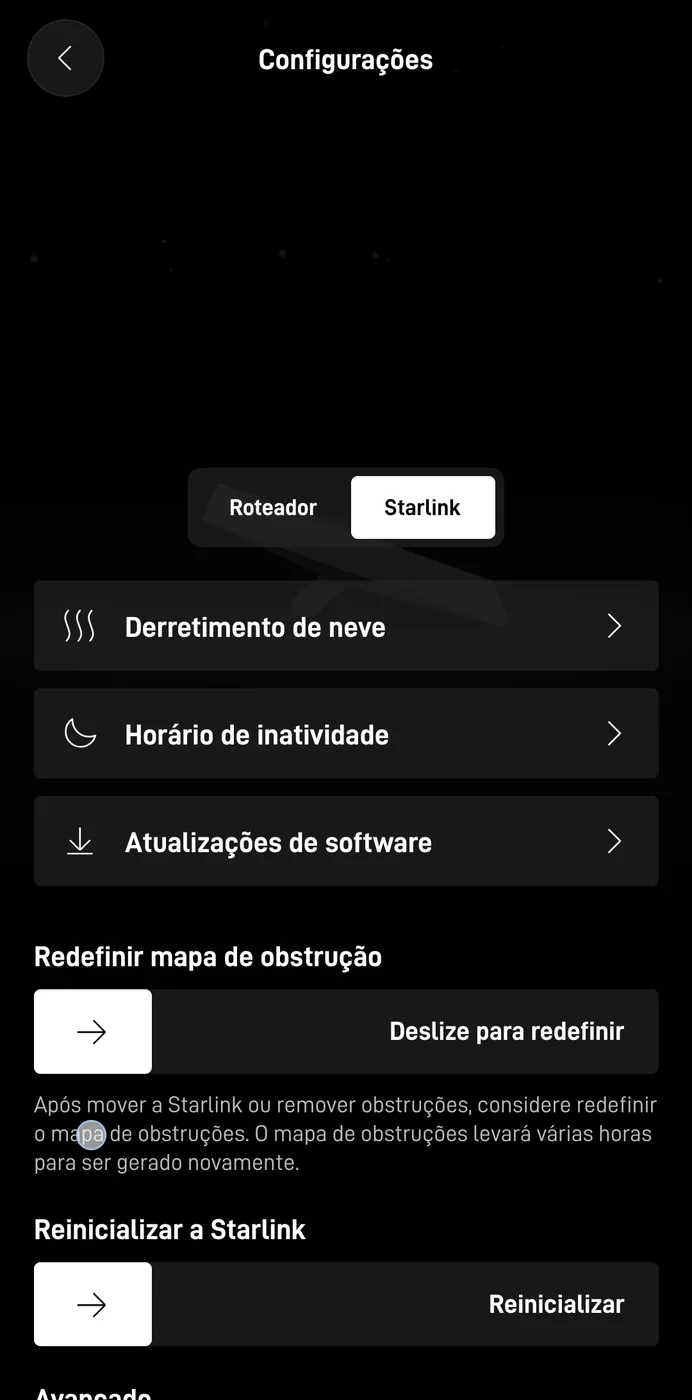 Configurações
Roteador
Starlink
Derretimento de neve
Horário de inatividade
Atualizações de software
Redefinir mapa de obstrução
Deslize para redefinir
Após mover a Starlink ou remover obstruções, considere redefinir
o mapa de obstruções. O mapa de obstruções levará várias horas
para ser gerado novamente.
Reinicializar a Starlink
Reinicializar
Avançado